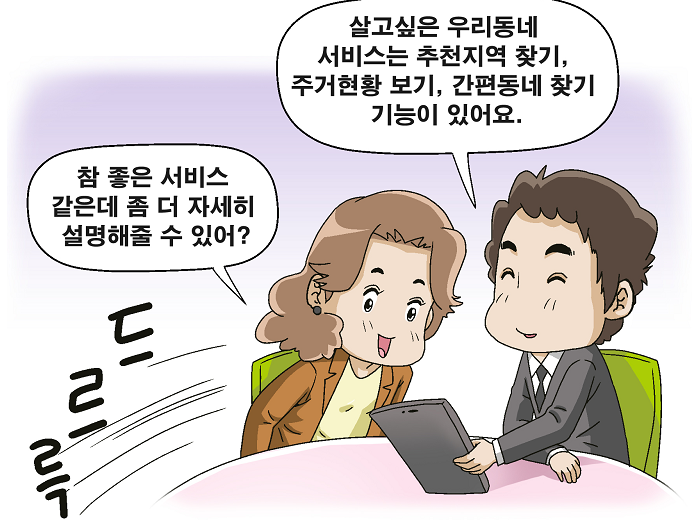 참 좋은 서비스
같은데 좀 더 자세히
설명해줄 수 있어?
살고싶은 우리동네
서비스는 추천지역 찾기,
주거현황 보기, 간편동네 찾기
기능이 있어요.
드
르
륵